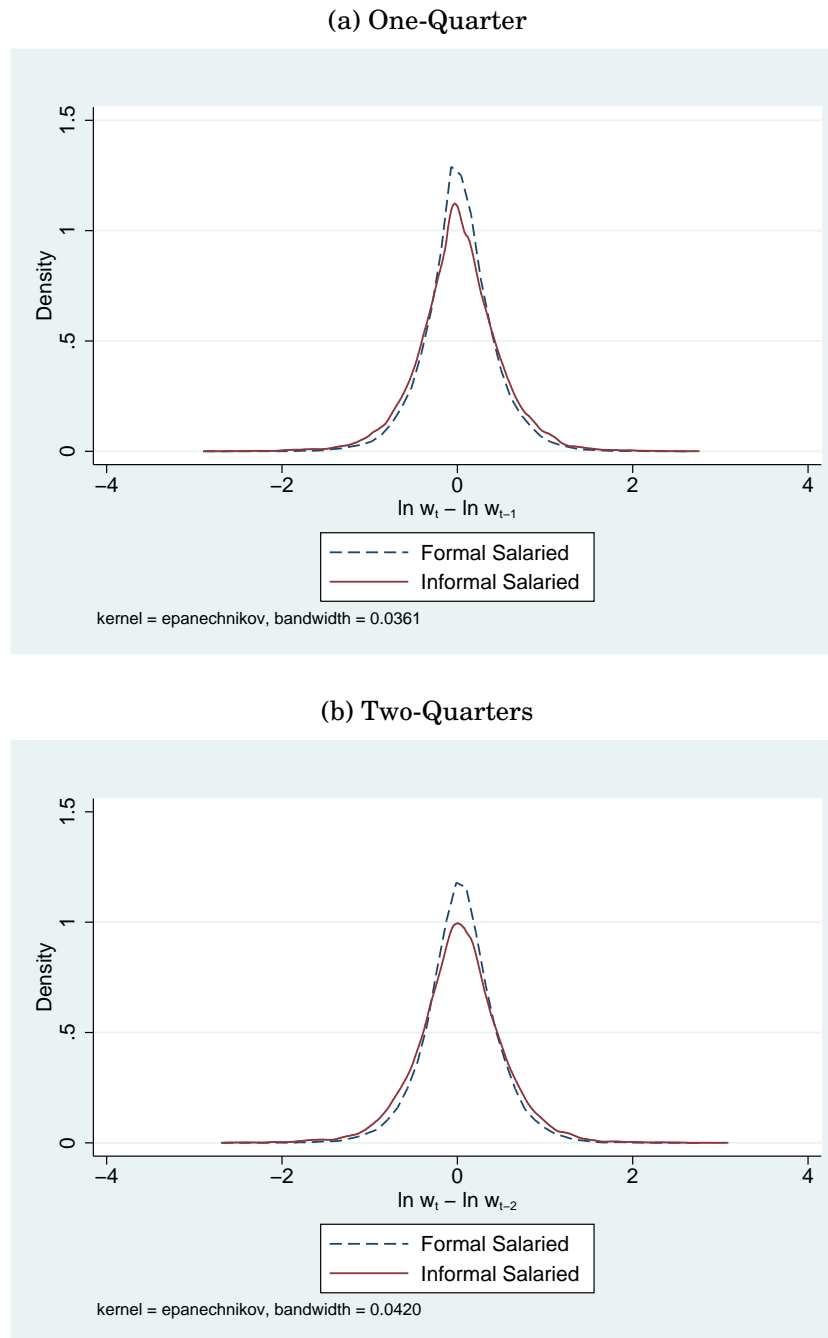 (a) One-Quarter
1.5
1
.5
0
Density
−4 −2 0 2 4
ln wₜ − ln wₜ₋₁
Formal Salaried
Informal Salaried
kernel = epanechnikov, bandwidth = 0.0361
(b) Two-Quarters
1.5
1
.5
0
Density
−4 −2 0 2 4
ln wₜ − ln wₜ₋₂
Formal Salaried
Informal Salaried
kernel = epanechnikov, bandwidth = 0.0420